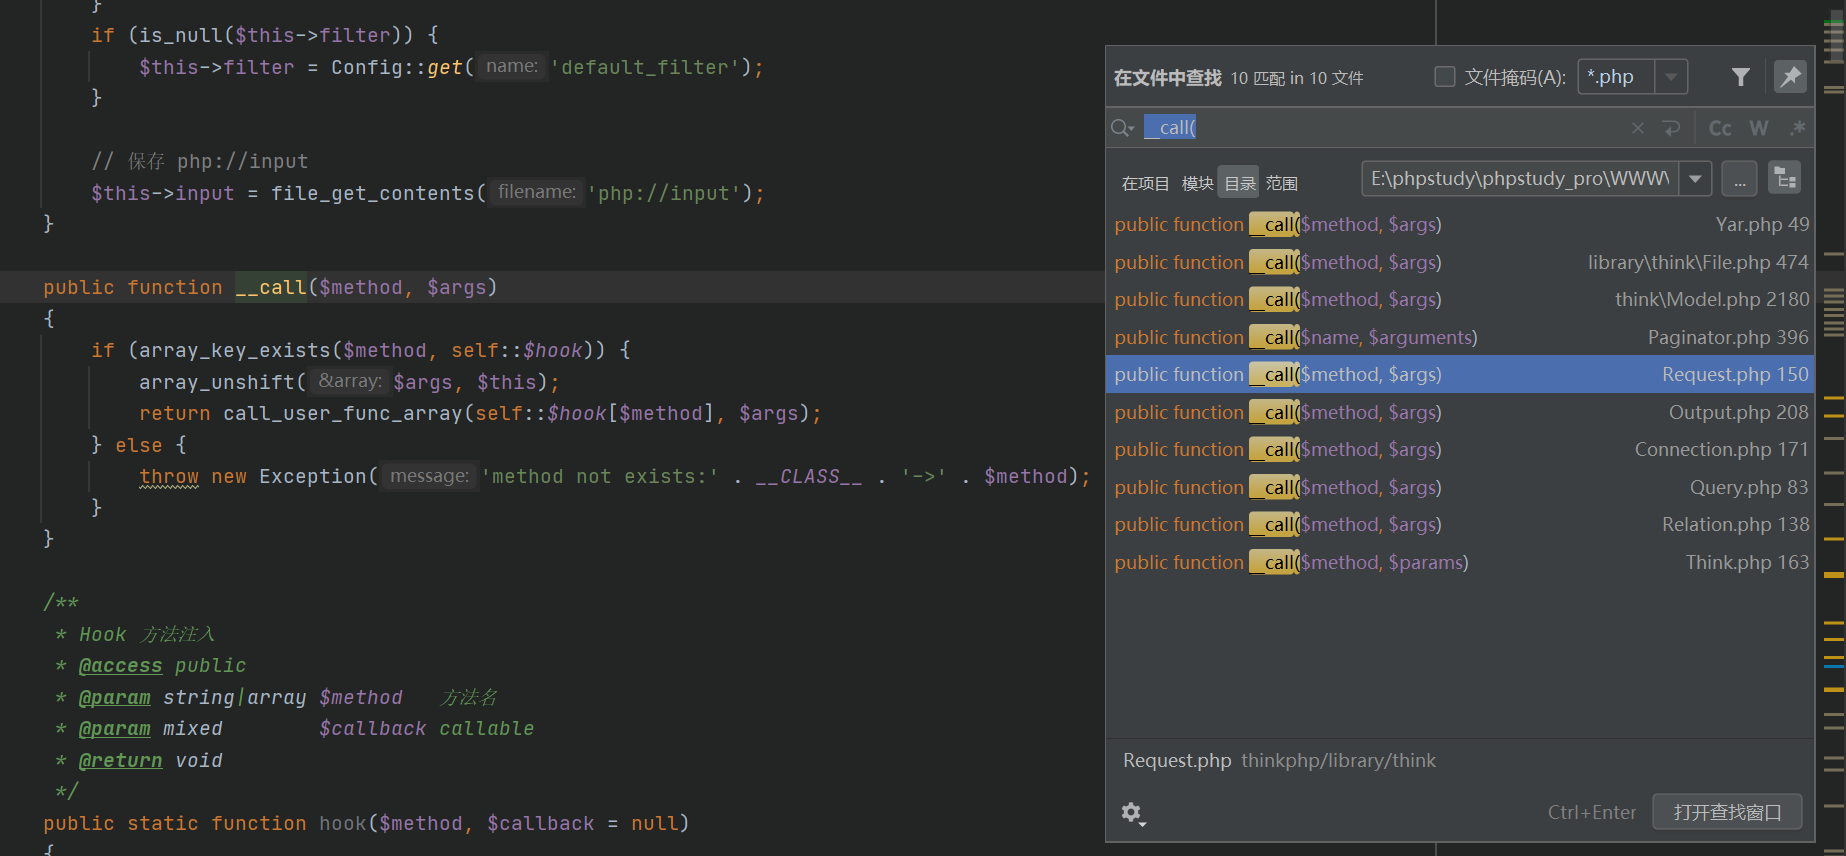 }
if (is_null($this->filter)) {
$this->filter = Config::get( name: 'default_filter');
}
// 保存 php://input
$this->input = file_get_contents( filename: 'php://input');
}
public function __call($method, $args)
{
if (array_key_exists($method, self::$hook)) {
array_unshift( &array: $args, $this);
return call_user_func_array(self::$hook[$method], $args);
} else {
throw new Exception( message: 'method not exists:' . __CLASS__ . '->' . $method);
}
}
/**
* Hook 方法注入
* @access public
* @param string|array $method 方法名
* @param mixed $callback callable
* @return void
*/
public static function hook($method, $callback = null)
{
在文件中查找 10 匹配 in 10 文件 文件掩码(A): *.php
__call( Cc W .*
在项目 模块 目录 范围 E:\phpstudy\phpstudy_pro\WWW\ ...
public function __call($method, $args) Yar.php 49
public function __call($method, $args) library\think\File.php 474
public function __call($method, $args) think\Model.php 2180
public function __call($name, $arguments) Paginator.php 396
public function __call($method, $args) Request.php 150
public function __call($method, $args) Output.php 208
public function __call($method, $args) Connection.php 171
public function __call($method, $args) Query.php 83
public function __call($method, $args) Relation.php 138
public function __call($method, $params) Think.php 163
Request.php thinkphp/library/think
Ctrl+Enter 打开查找窗口